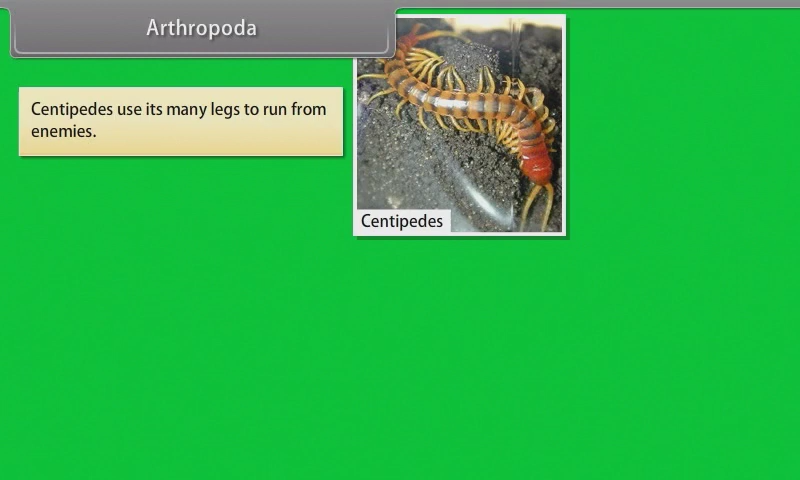 Arthropoda
Centipedes use its many legs to run from
enemies.
Centipedes